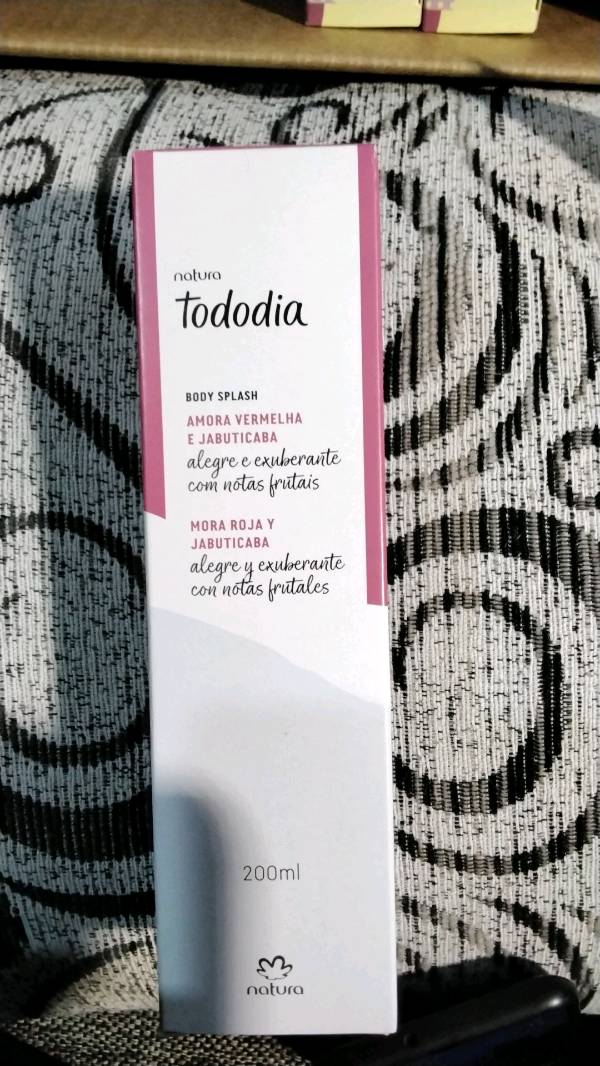 natura
Tododia
BODY SPLASH
AMORA VERMELHA
E JABUTICABA
alegre e exuberante
com notas frutais
MORA ROJA Y
JABUTICABA
alegre y exuberante
con notas frutales
200ml
natura